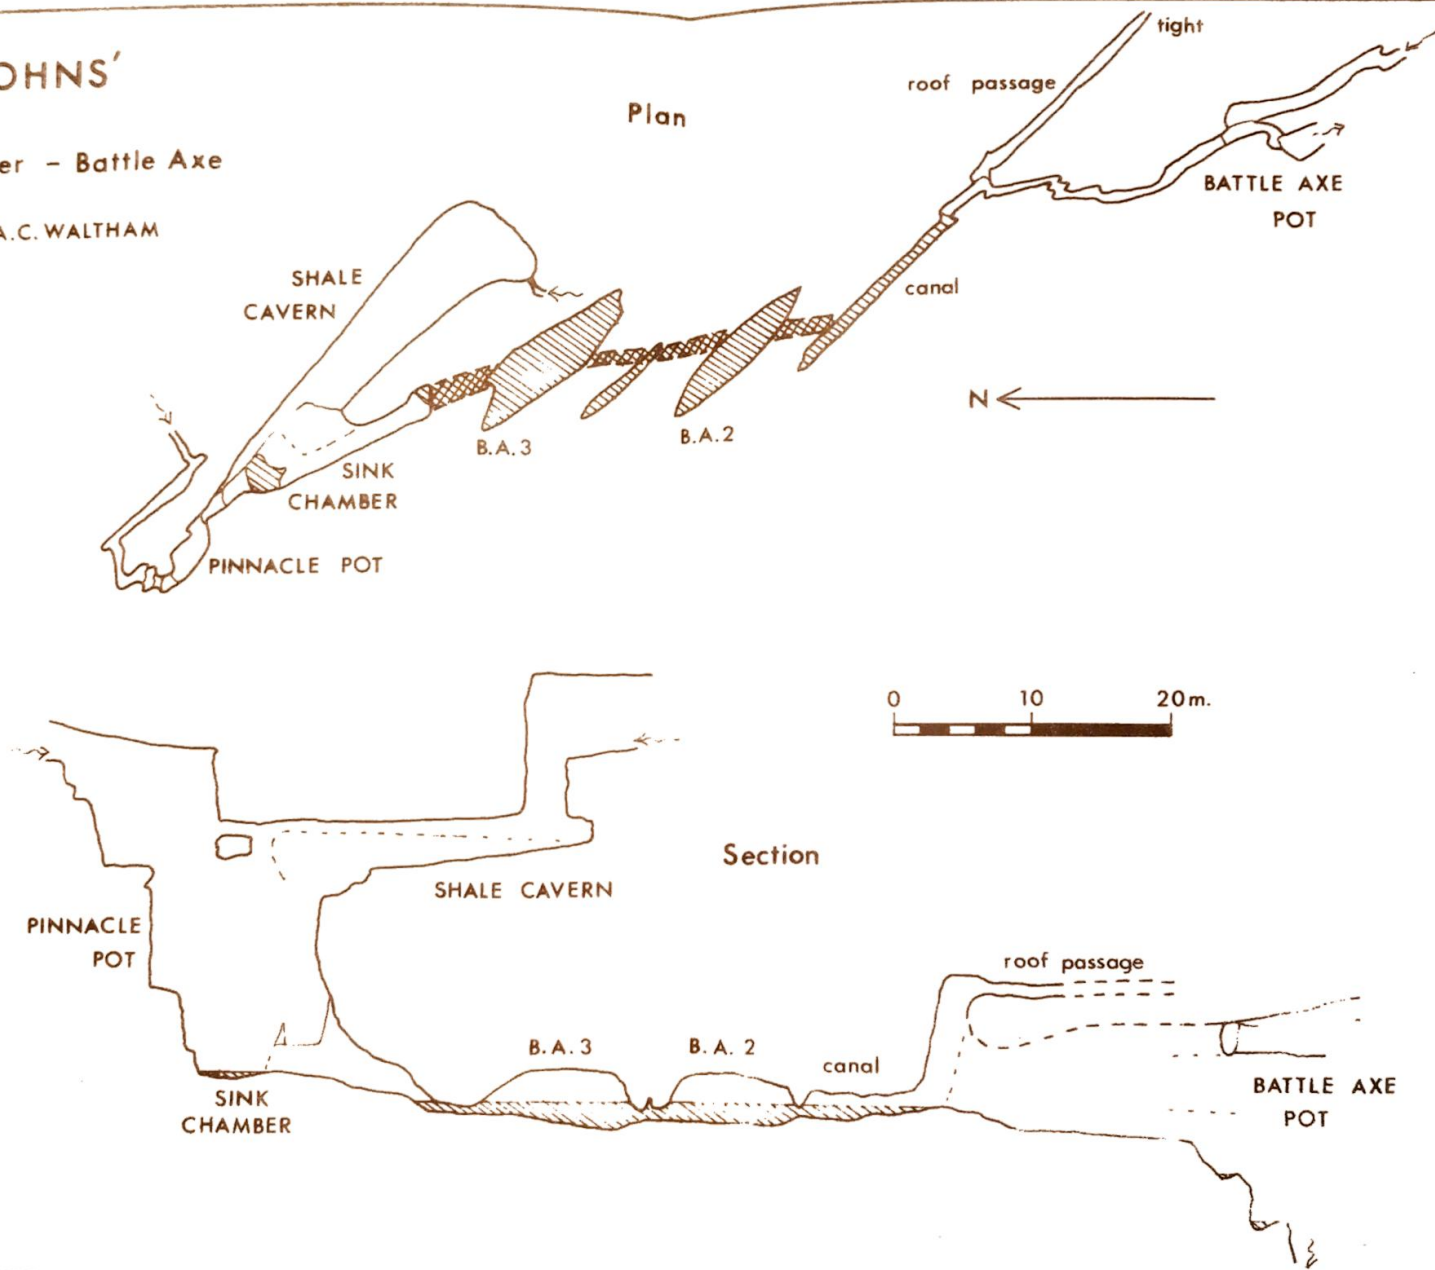 OHNS'
er - Battle Axe
A.C. WALTHAM
Plan
tight
roof passage
BATTLE AXE
POT
SHALE
CAVERN
canal
N
B.A.3
B.A.2
SINK
CHAMBER
PINNACLE POT
0 10 20m.
Section
SHALE CAVERN
PINNACLE
POT
roof passage
B.A.3
B.A.2
canal
SINK
CHAMBER
BATTLE AXE
POT